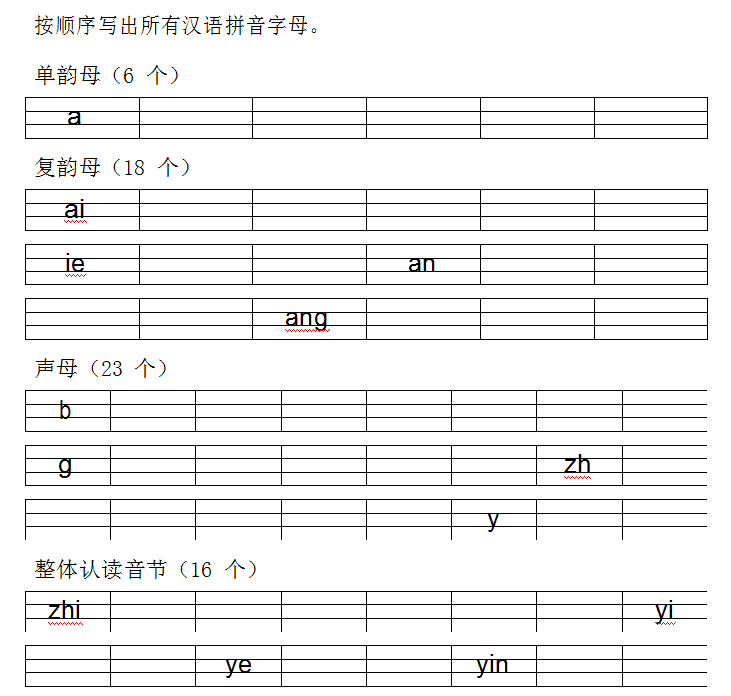 按顺序写出所有汉语拼音字母。
单韵母（6 个）
a
复韵母（18 个）
ai
ie an
ang
声母（23 个）
b
g zh
y
整体认读音节（16 个）
zhi yi
ye yin